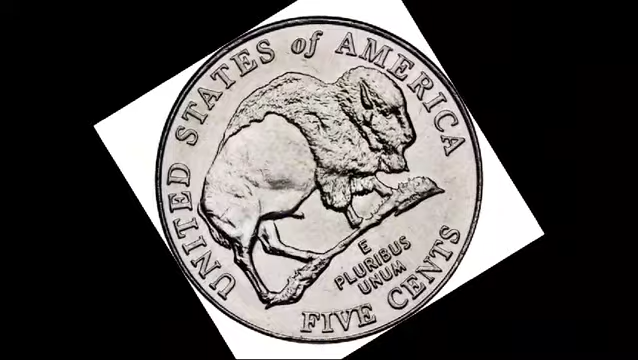 UNITED STATES of AMERICA
E
PLURIBUS
UNUM
FIVE CENTS